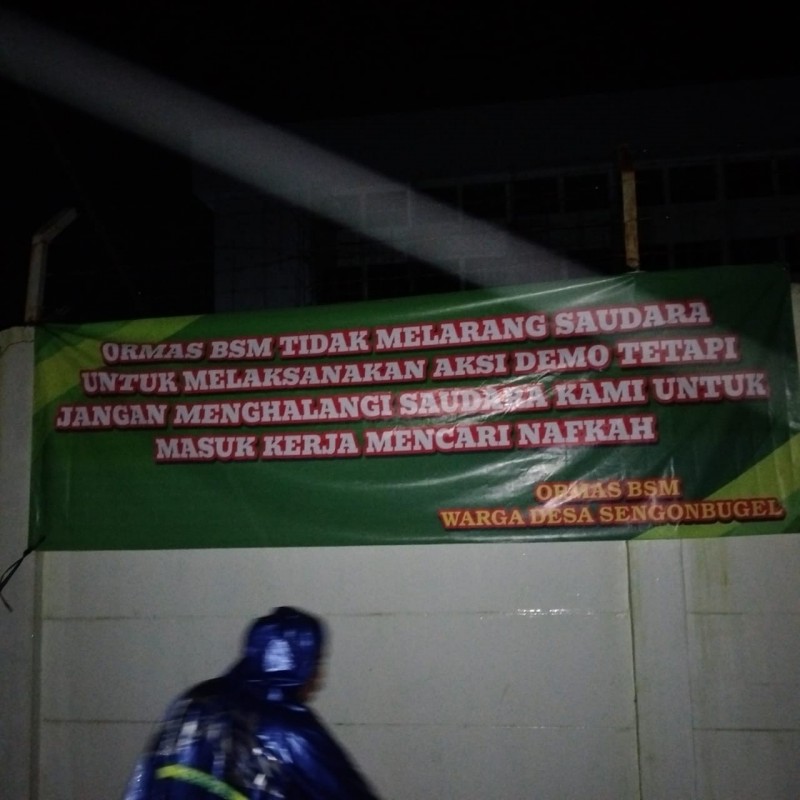 ORMAS BSM TIDAK MELARANG SAUDARA
UNTUK MELAKSANAKAN AKSI DEMO TETAPI
JANGAN MENGHALANGI SAUDARA KAMI UNTUK
MASUK KERJA MENCARI NAFKAH
ORMAS BSM
WARGA DESA SENGONBUGEL